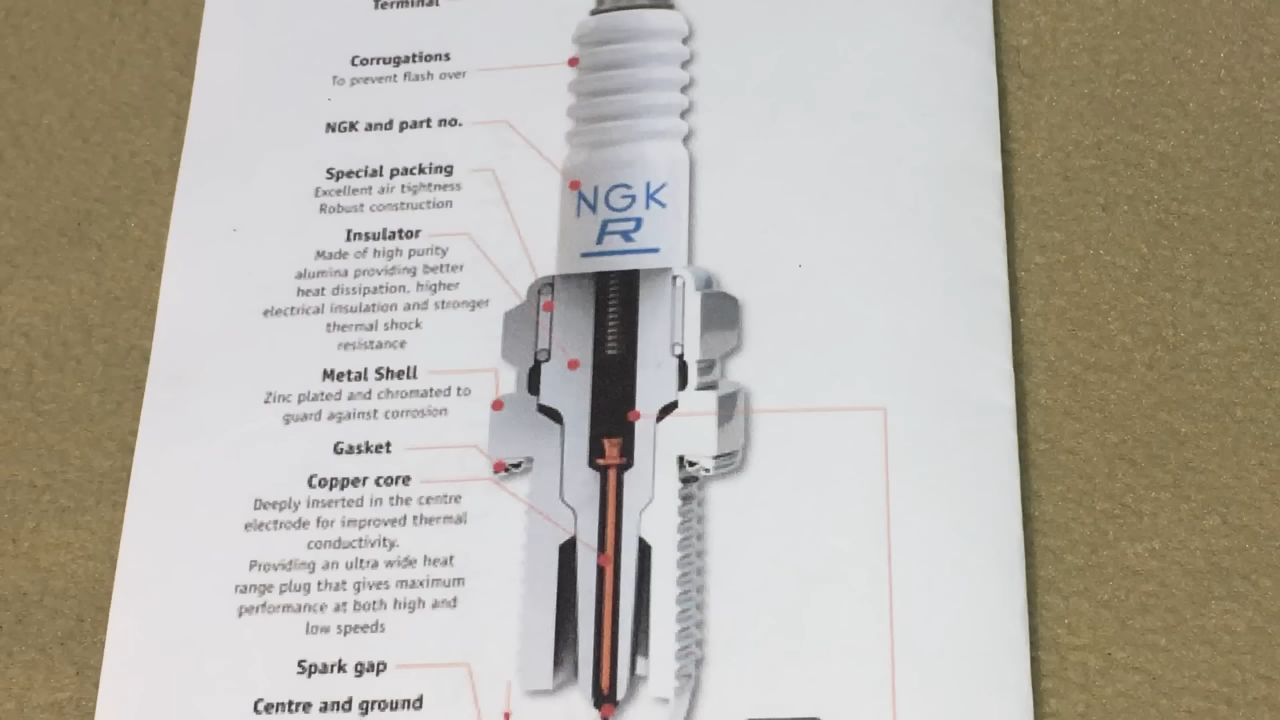 Terminal
Corrugations
To prevent flash over
NGK and part no.
Special packing
Excellent air tightness
Robust construction
Insulator
Made of high purity
alumina providing better
heat dissipation, higher
electrical insulation and stronger
thermal shock
resistance
Metal Shell
Zinc plated and chromated to
guard against corrosion
Gasket
Copper core
Deeply inserted in the centre
electrode for improved thermal
conductivity.
Providing an ultra wide heat
range plug that gives maximum
performance at both high and
low speeds
Spark gap
Centre and ground
NGK
R